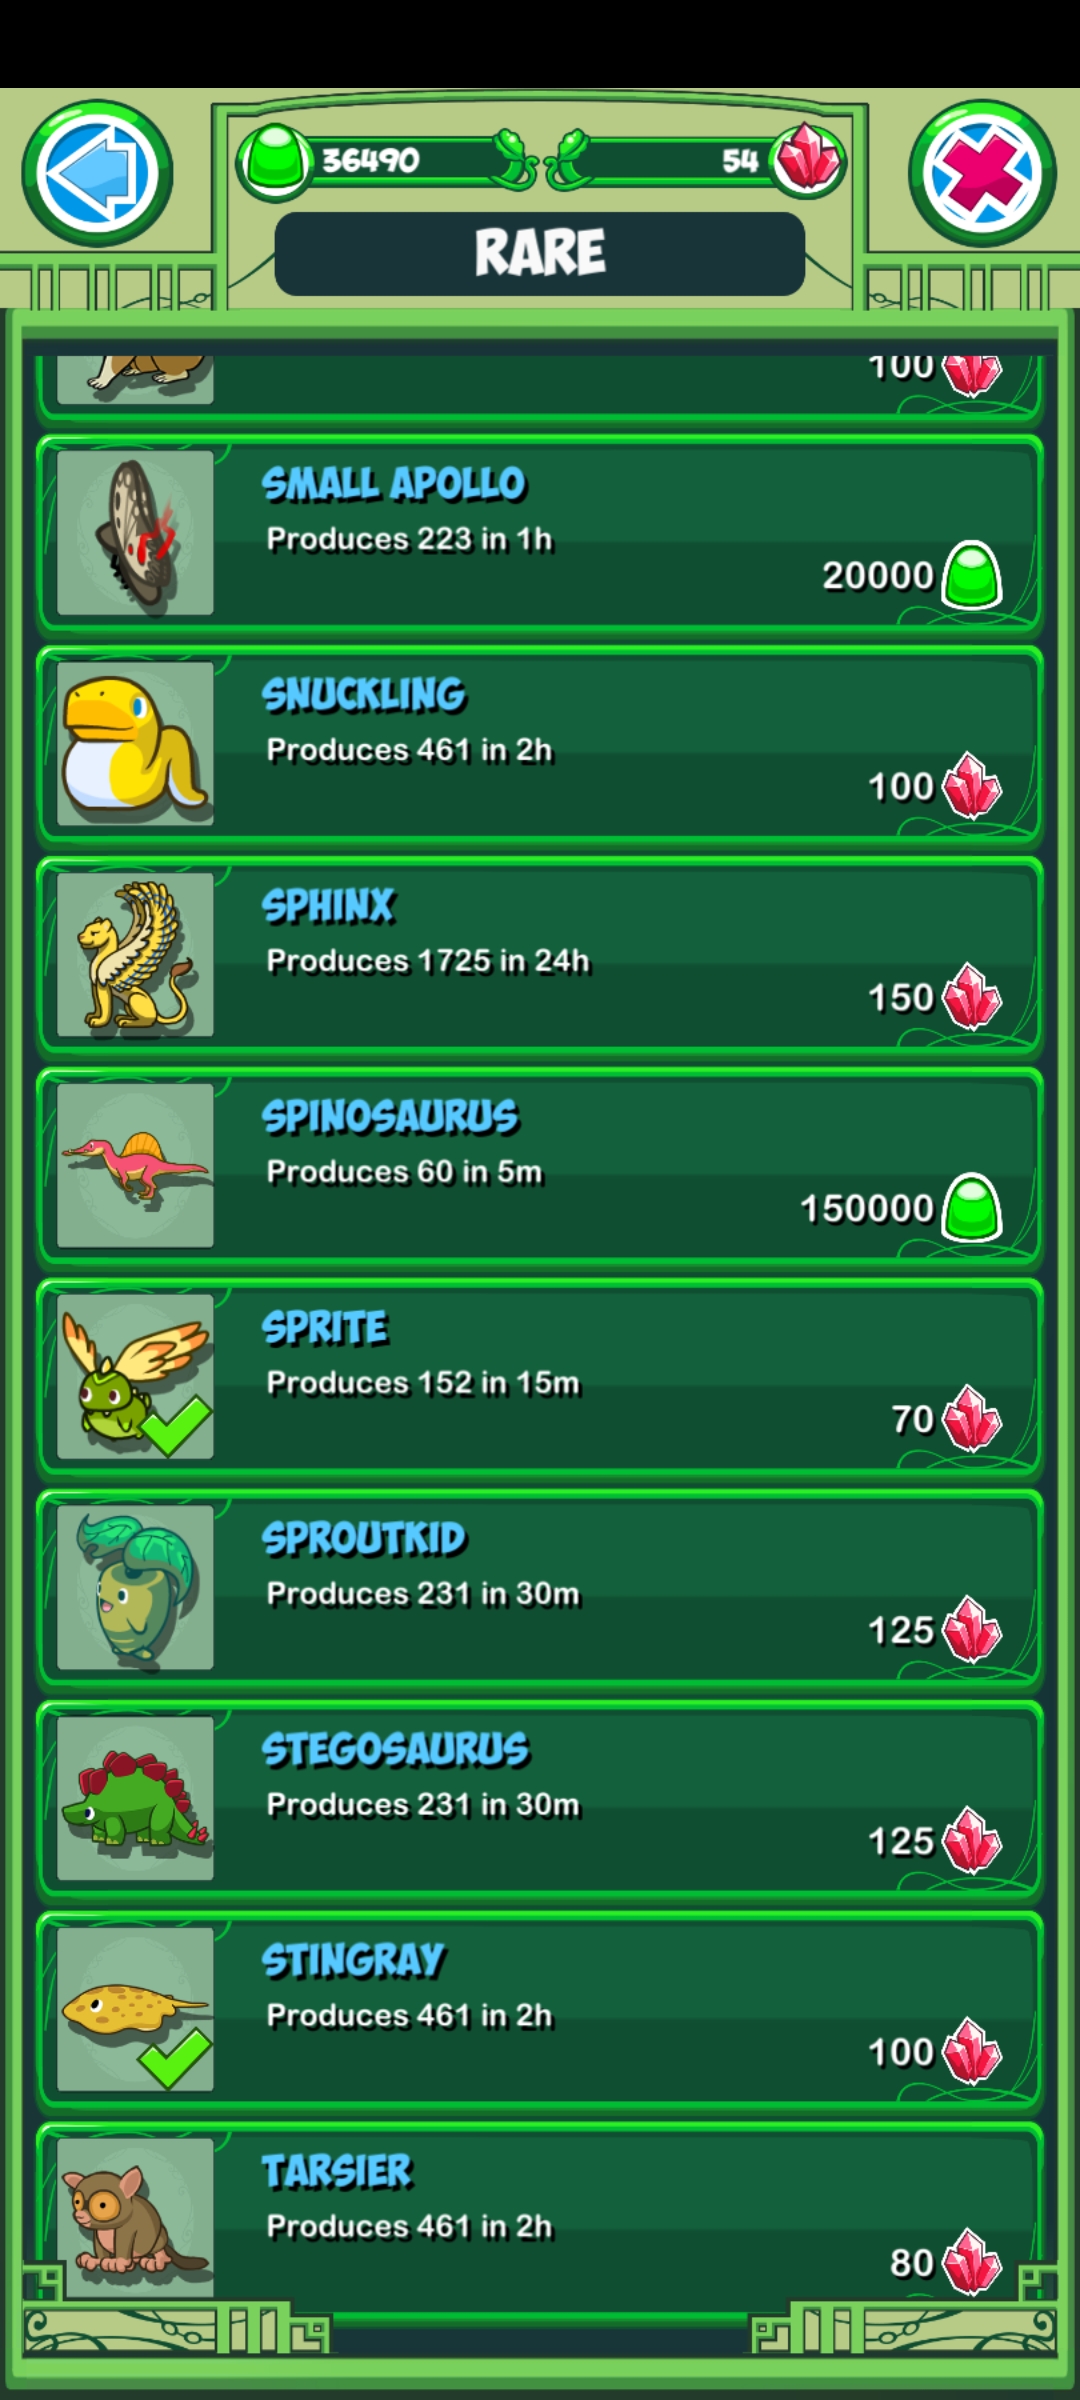 36490
54
RARE
100
SMALL APOLLO
Produces 223 in 1h
20000
SNUCKLING
Produces 461 in 2h
100
SPHINX
Produces 1725 in 24h
150
SPINOSAURUS
Produces 60 in 5m
150000
SPRITE
Produces 152 in 15m
70
SPROUTKID
Produces 231 in 30m
125
STEGOSAURUS
Produces 231 in 30m
125
STINGRAY
Produces 461 in 2h
100
TARSIER
Produces 461 in 2h
80